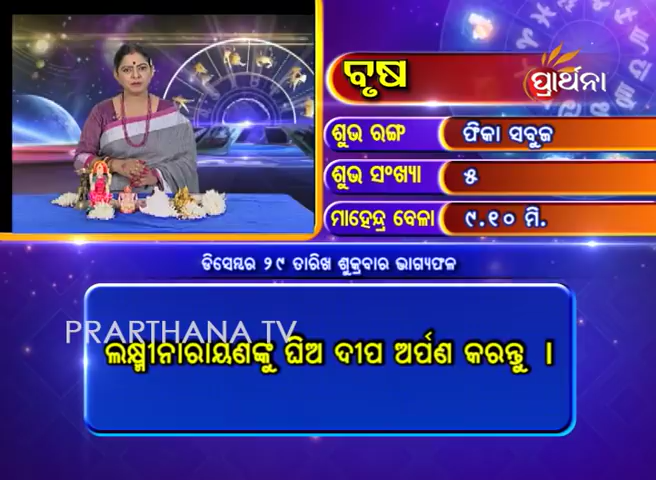 ବୃଷ
ପ୍ରାର୍ଥନା
ଶୁଭ ରଙ୍ଗ ଫିକା ସବୁଜ
ଶୁଭ ସଂଖ୍ୟା ୫
ମାହେନ୍ଦ୍ର ବେଳା ୯.୧୦ ମି.
ଡିସେମ୍ବର ୨୯ ତାରିଖ ଶୁକ୍ରବାର ଭାଗ୍ୟଫଳ
PRARTHANA TV
ଲକ୍ଷ୍ମୀନାରାୟଣଙ୍କୁ ଘିଅ ଦୀପ ଅର୍ପଣ କରନ୍ତୁ ।